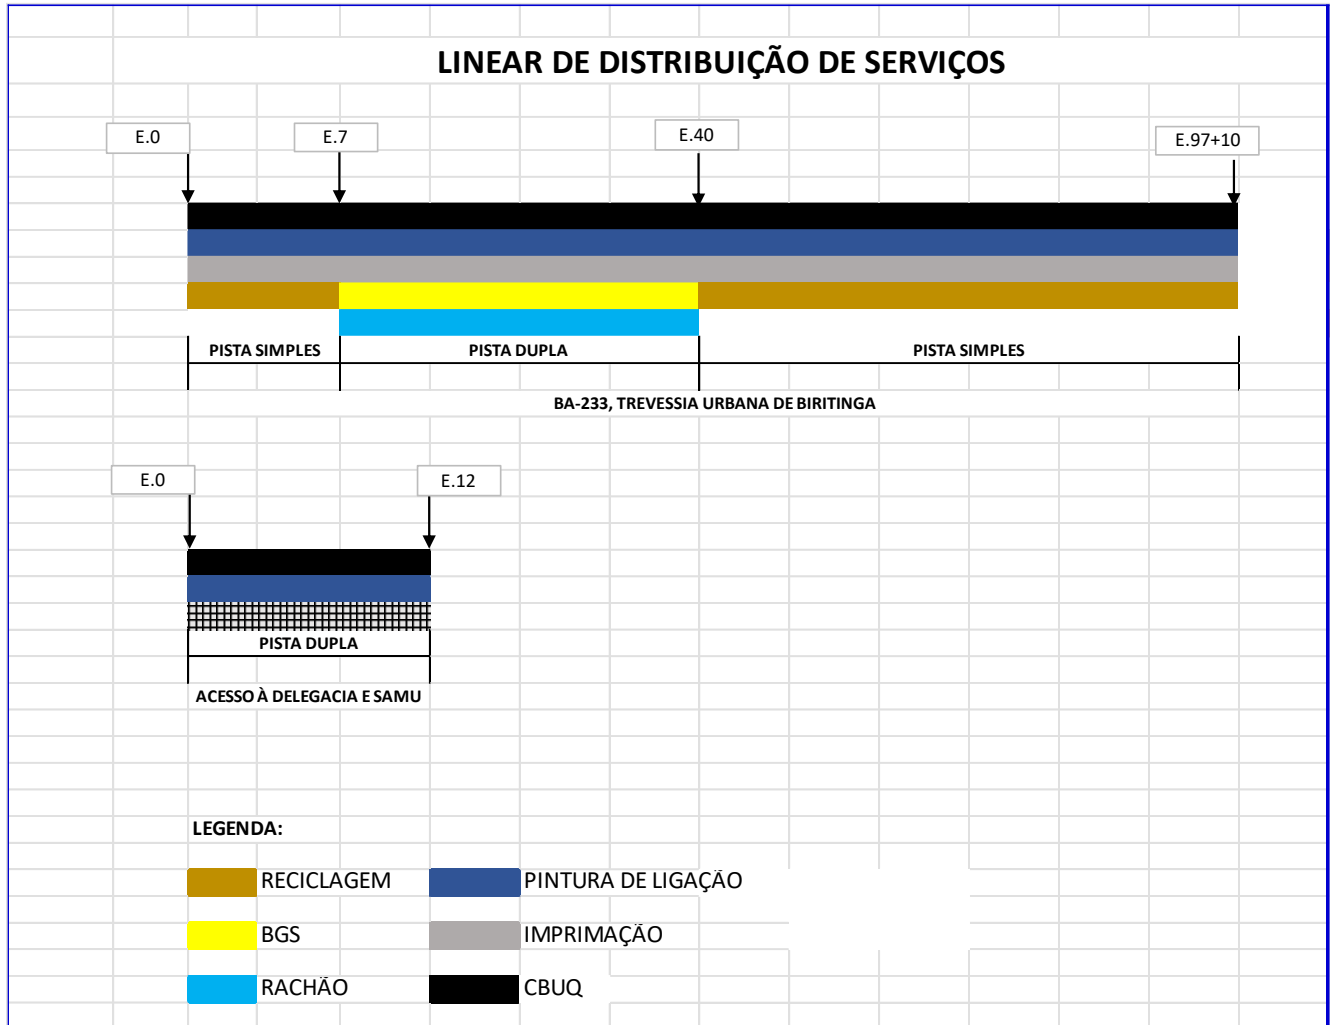 LINEAR DE DISTRIBUIÇÃO DE SERVIÇOS
E.0 E.7 E.40 E.97+10
PISTA SIMPLES PISTA DUPLA PISTA SIMPLES
BA-233, TREVESSIA URBANA DE BIRITINGA
E.0 E.12
PISTA DUPLA
ACESSO À DELEGACIA E SAMU
LEGENDA:
RECICLAGEM PINTURA DE LIGAÇÃO
BGS IMPRIMAÇÃO
RACHÃO CBUQ